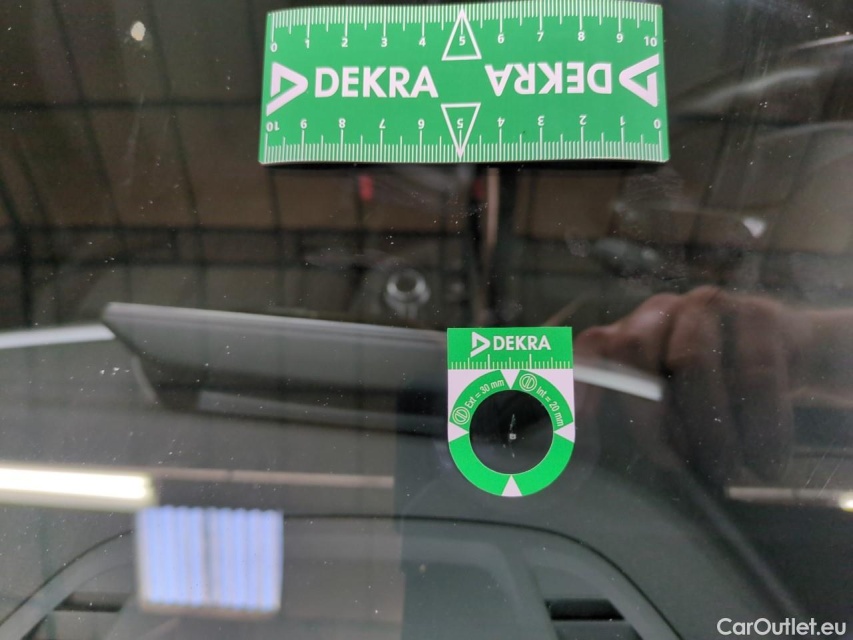 0 1 2 3 4 5 6 7 8 9 10
DEKRA DEKRA
10 9 8 7 6 5 4 3 2 1 0
DEKRA
Ext = 30 mm Int = 20 mm
CarOutlet.eu